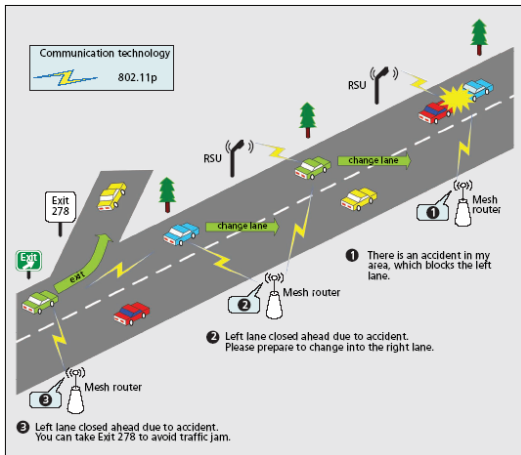 Communication technology
802.11p
RSU
RSU
change lane
Exit
278
Mesh
router
1
change lane
1 There is an accident in my
area, which blocks the left
lane.
Exit
exit
Mesh router
2
2 Left lane closed ahead due to accident.
Please prepare to change into the right lane.
Mesh router
3
3 Left lane closed ahead due to accident.
You can take Exit 278 to avoid traffic jam.